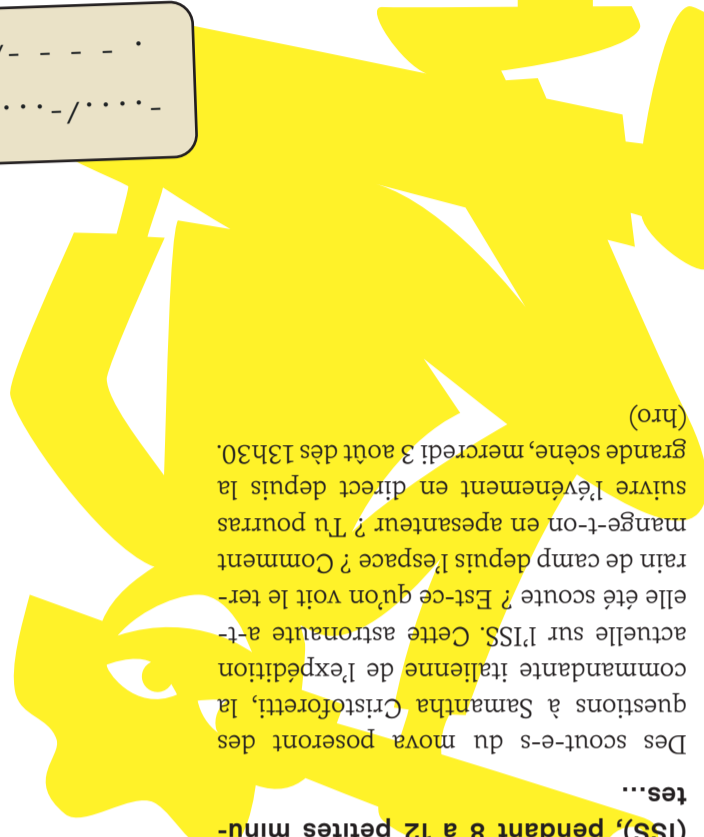 /– – – – ·
···–/····–
(ISS), pendant 8 à 12 petites minu-
tes…
Des scout-e-s du mova poseront des
questions à Samantha Cristoforetti, la
commandante italienne de l'expédition
actuelle sur l'ISS. Cette astronaute a-t-
elle été scoute ? Est-ce qu'on voit le ter-
rain de camp depuis l'espace ? Comment
mange-t-on en apesanteur ? Tu pourras
suivre l'événement en direct depuis la
grande scène, mercredi 3 août dès 13h30.
(hro)